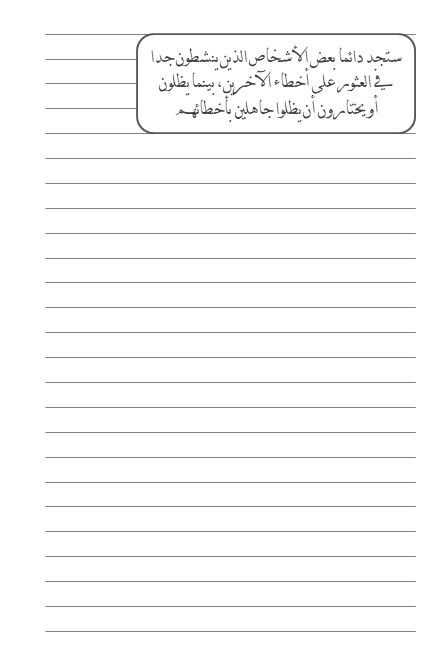 ستجد دائما بعض الأشخاص الذين ينشطون جدا
في العثور على أخطاء الآخرين، بينما يظلون
أو يختارون أن يظلوا جاهلين بأخطائهم